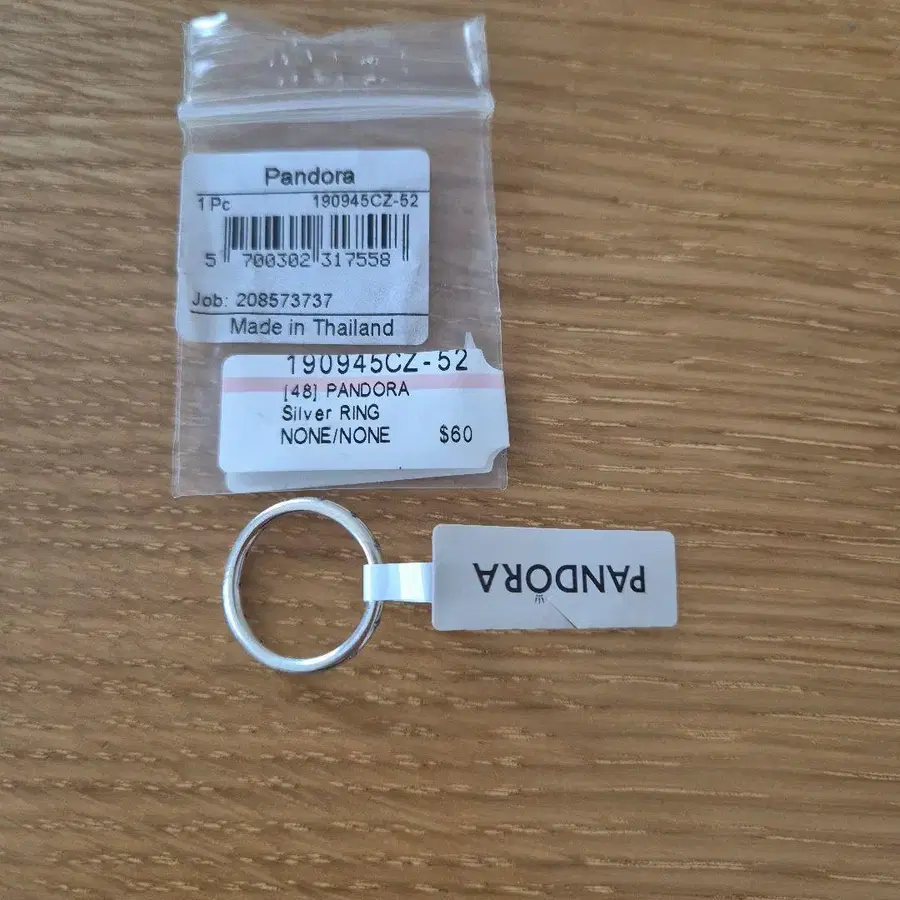 Pandora
1 Pc 190945CZ-52
5 700302 317558
Job: 208573737
Made in Thailand
190945CZ-52
[48] PANDORA
Silver RING
NONE/NONE $60
PANDORA